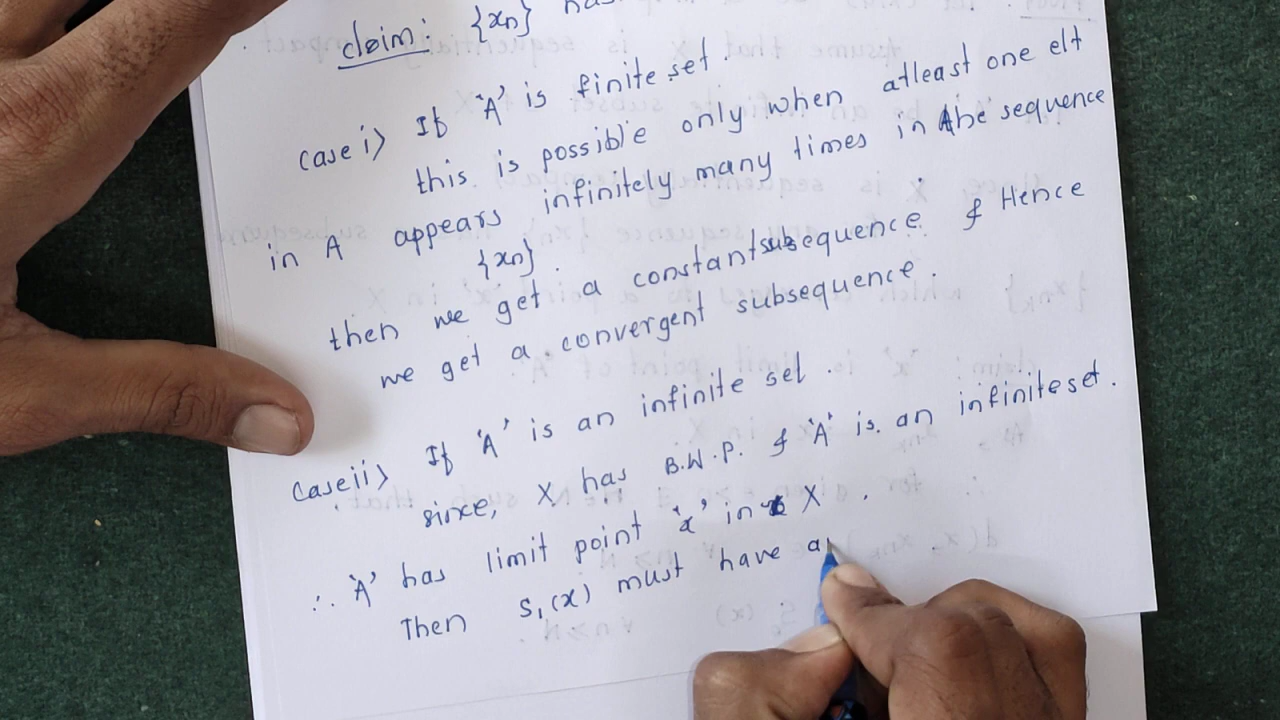 claim: {xn} has
case i) If 'A' is finite set.
this is possible only when atleast one elt
in A appears infinitely many times in the sequence
{xn}.
then we get a constant subsequence & Hence
we get a convergent subsequence.
case ii) If 'A' is an infinite set.
since, X has B.W.P. & 'A' is an infinite set.
∴ 'A' has limit point 'x' in X.
Then S₁(x) must have a